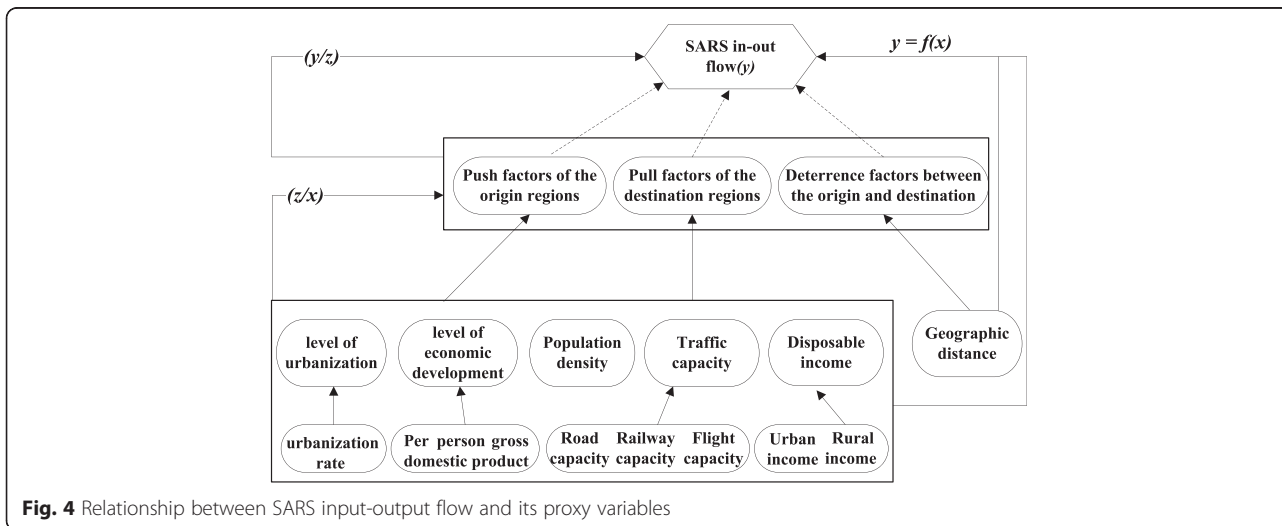 (y/z)
SARS in-out
flow(y)
y = f(x)
Push factors of the
origin regions
Pull factors of the
destination regions
Deterrence factors between
the origin and destination
(z/x)
level of
urbanization
level of
economic
development
Population
density
Traffic
capacity
Disposable
income
Geographic
distance
urbanization
rate
Per person gross
domestic product
Road Railway Flight
capacity capacity capacity
Urban Rural
income income
Fig. 4 Relationship between SARS input-output flow and its proxy variables